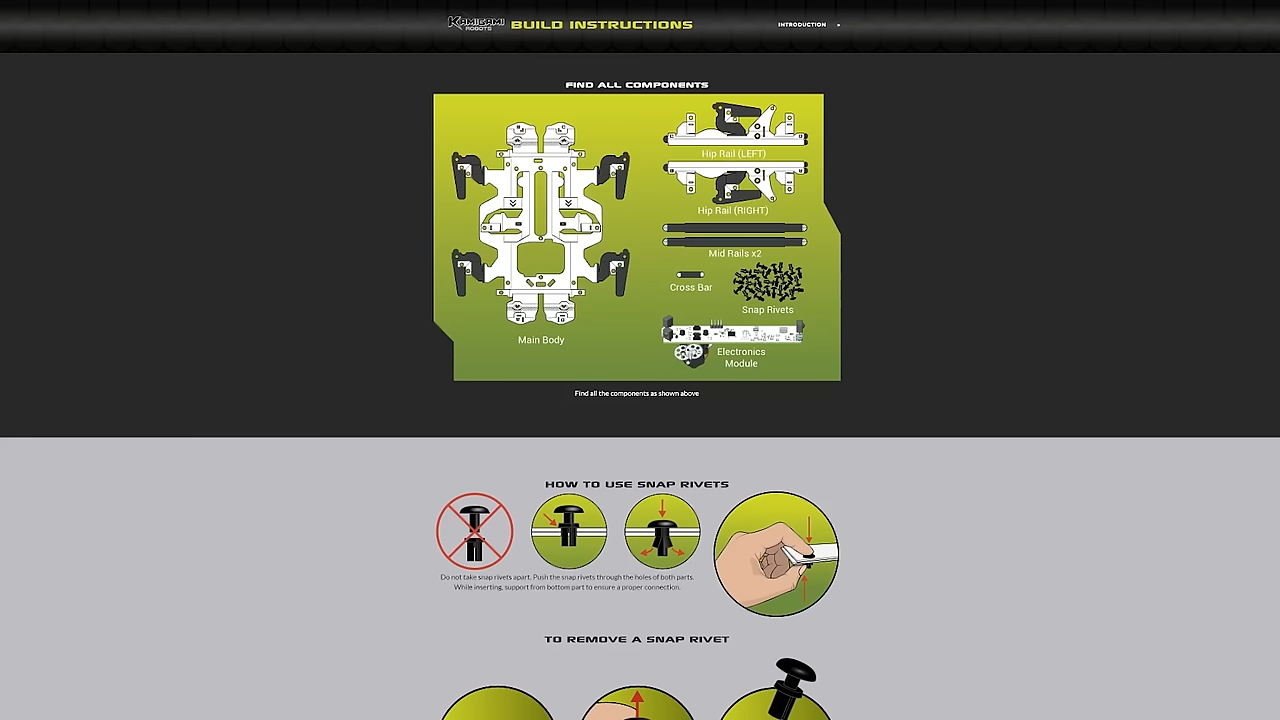 KAMIGAMI
ROBOTS
BUILD INSTRUCTIONS
INTRODUCTION
FIND ALL COMPONENTS
Hip Rail (LEFT)
Hip Rail (RIGHT)
Mid Rails x2
Cross Bar
Snap Rivets
Main Body
Electronics
Module
Find all the components as shown above
HOW TO USE SNAP RIVETS
Do not take snap rivets apart. Push the snap rivets through the holes of both parts.
While inserting, support from bottom part to ensure a proper connection.
TO REMOVE A SNAP RIVET